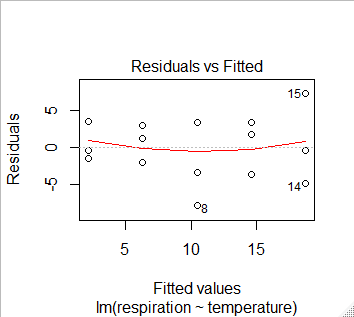 Residuals vs Fitted
Residuals
5
0
-5
15
14
8
5
10
15
Fitted values
lm(respiration ~ temperature)